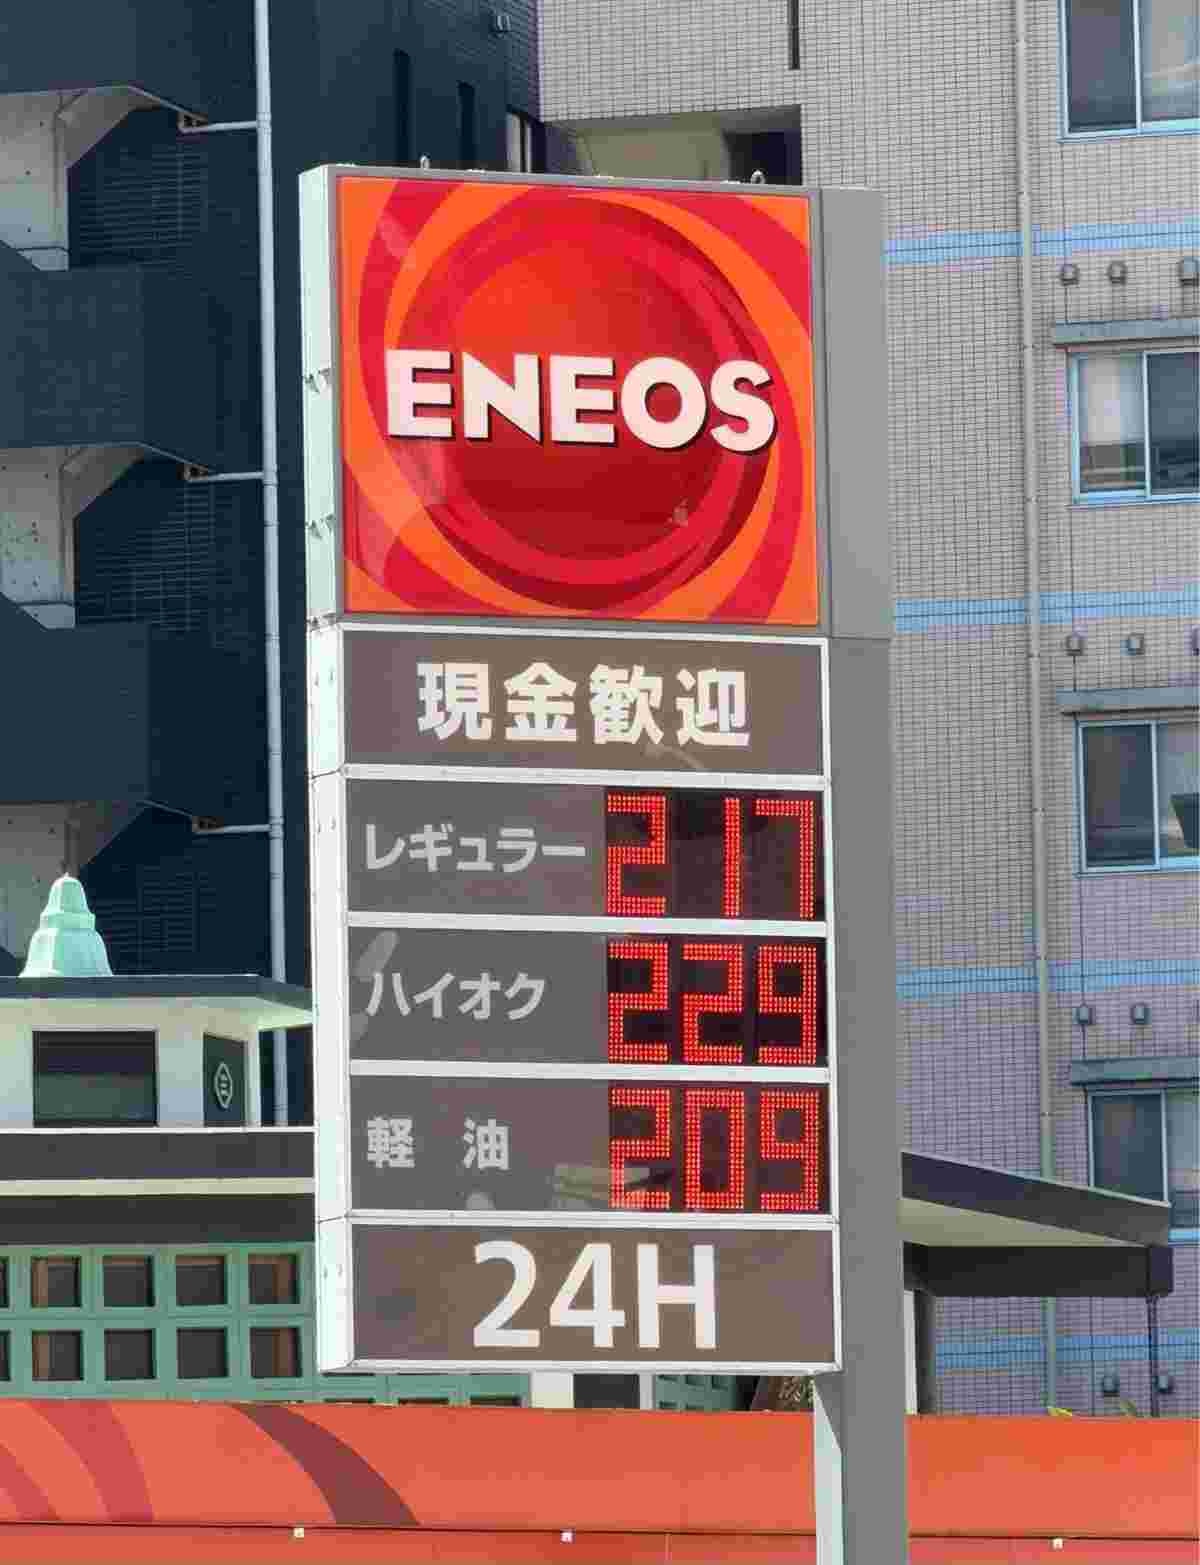 ENEOS
現金歓迎
レギュラー 217
ハイオク 229
軽油 209
24H